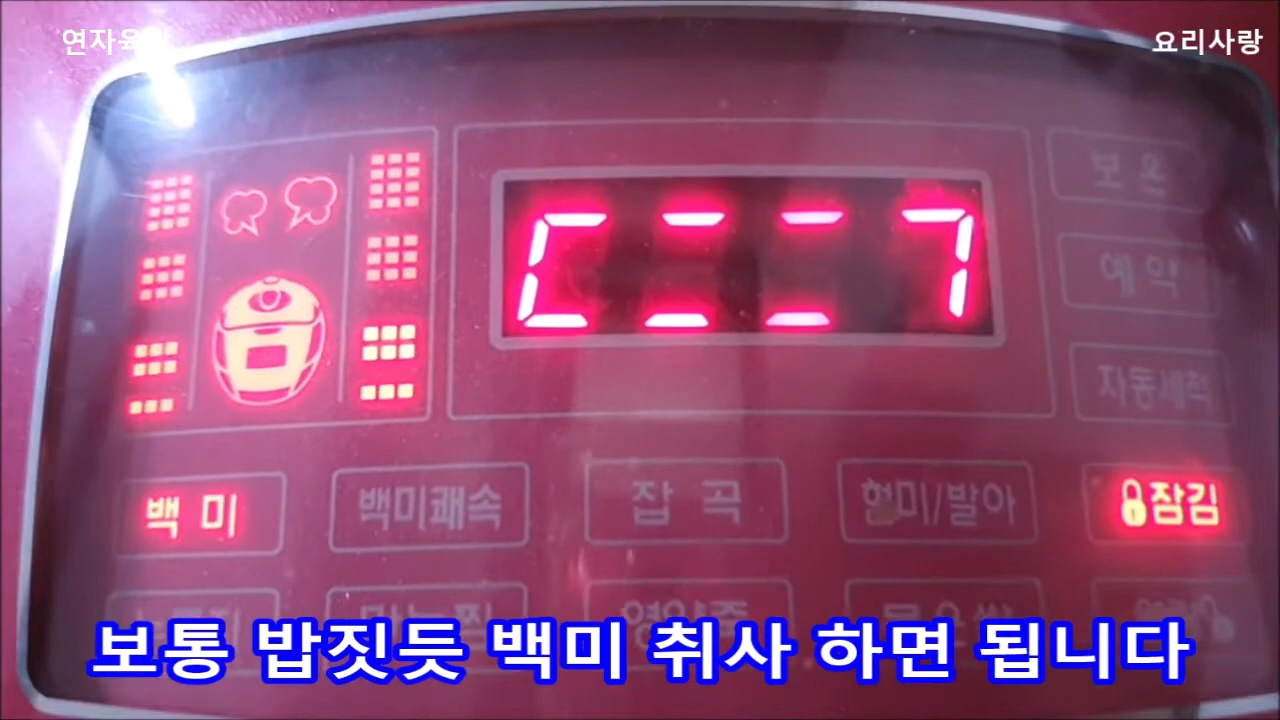 요리사랑
보온
예약
자동세척
백미
백미쾌속
잡곡
현미/발아
잠김
보통 밥짓듯 백미 취사 하면 됩니다